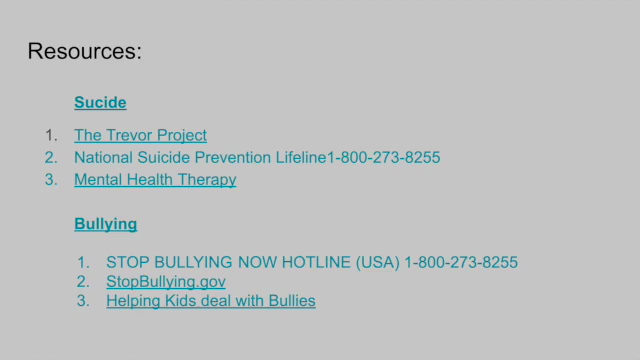 Resources:
Sucide
1. The Trevor Project
2. National Suicide Prevention Lifeline1-800-273-8255
3. Mental Health Therapy
Bullying
1. STOP BULLYING NOW HOTLINE (USA) 1-800-273-8255
2. StopBullying.gov
3. Helping Kids deal with Bullies